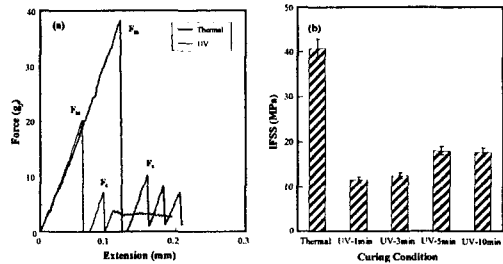 (a)
Thermal
UV
F_m
F_m
F_s
F_s
40
30
20
10
0
0
0.1
0.2
0.3
Force (g_f)
Extension (mm)
(b)
50
40
30
20
10
0
IFSS (MPa)
Thermal UV-1min UV-3min UV-5min UV-10min
Curing Condition